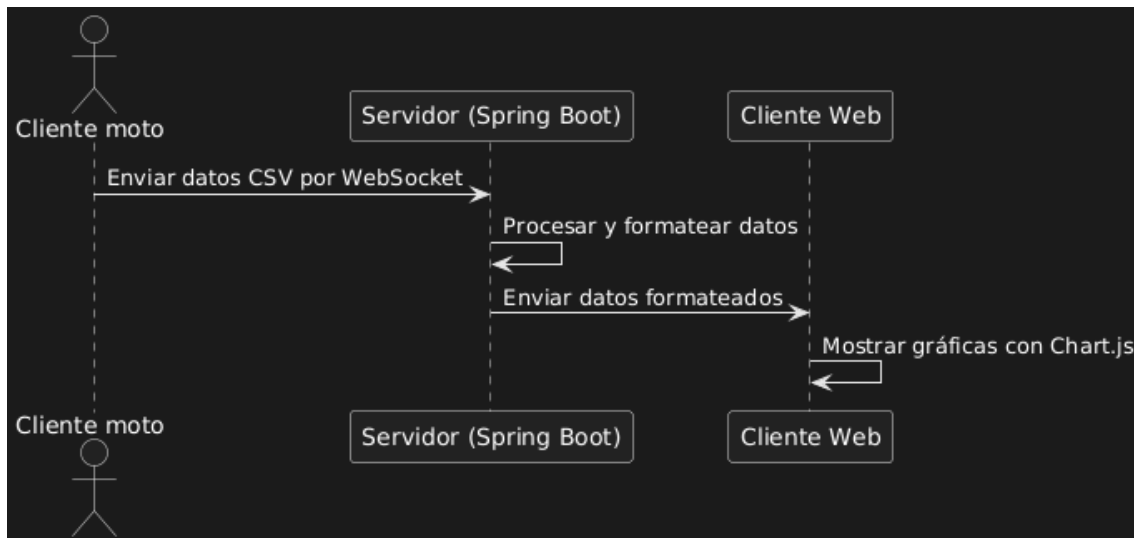 Cliente moto
Servidor (Spring Boot)
Cliente Web
Enviar datos CSV por WebSocket
Procesar y formatear datos
Enviar datos formateados
Mostrar gráficas con Chart.js
Cliente moto
Servidor (Spring Boot)
Cliente Web